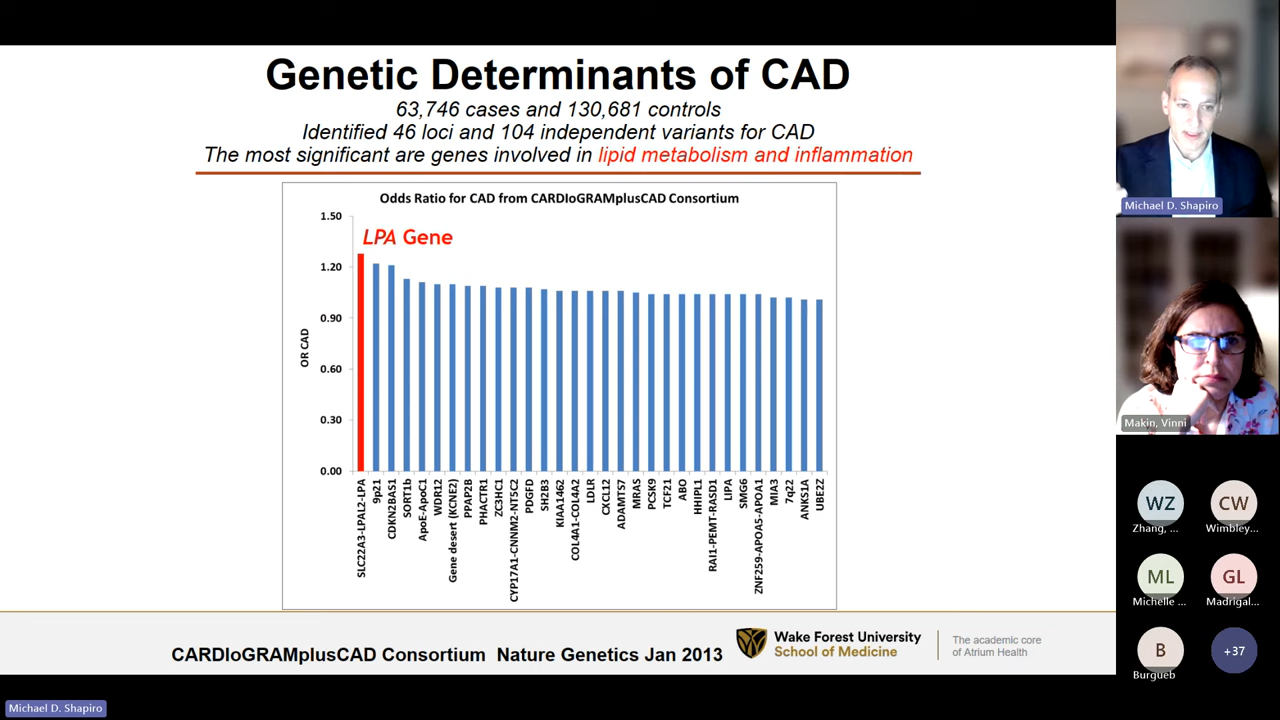 Genetic Determinants of CAD
63,746 cases and 130,681 controls
Identified 46 loci and 104 independent variants for CAD
The most significant are genes involved in lipid metabolism and inflammation
Odds Ratio for CAD from CARDIoGRAMplusCAD Consortium
LPA Gene
1.50
1.20
0.90
0.60
0.30
0.00
OR CAD
SLC22A3-LPAL2-LPA
9p21
CDKN2BAS1
SORT1b
ApoE-ApoC1
WDR12
Gene desert (KCNE2)
PPAP2B
PHACTR1
ZC3HC1
CYP17A1-CNNM2-NT5C2
PDGFD
SH2B3
KIAA1462
COL4A1-COL4A2
LDLR
CXCL12
ADAMTS7
MRAS
PCSK9
TCF21
ABO
HHIPL1
RAI1-PEMT-RASD1
LIPA
SMG6
ZNF259-APOA5-APOA1
MIA3
7q22
ANKS1A
UBE2Z
CARDIoGRAMplusCAD Consortium Nature Genetics Jan 2013
Wake Forest University
School of Medicine
The academic core
of Atrium Health
Michael D. Shapiro
Michael D. Shapiro
Makin, Vinni
WZ
Zhang, ...
CW
Wimbley...
ML
Michelle ...
GL
Madrigal...
B
Burgueb
+37